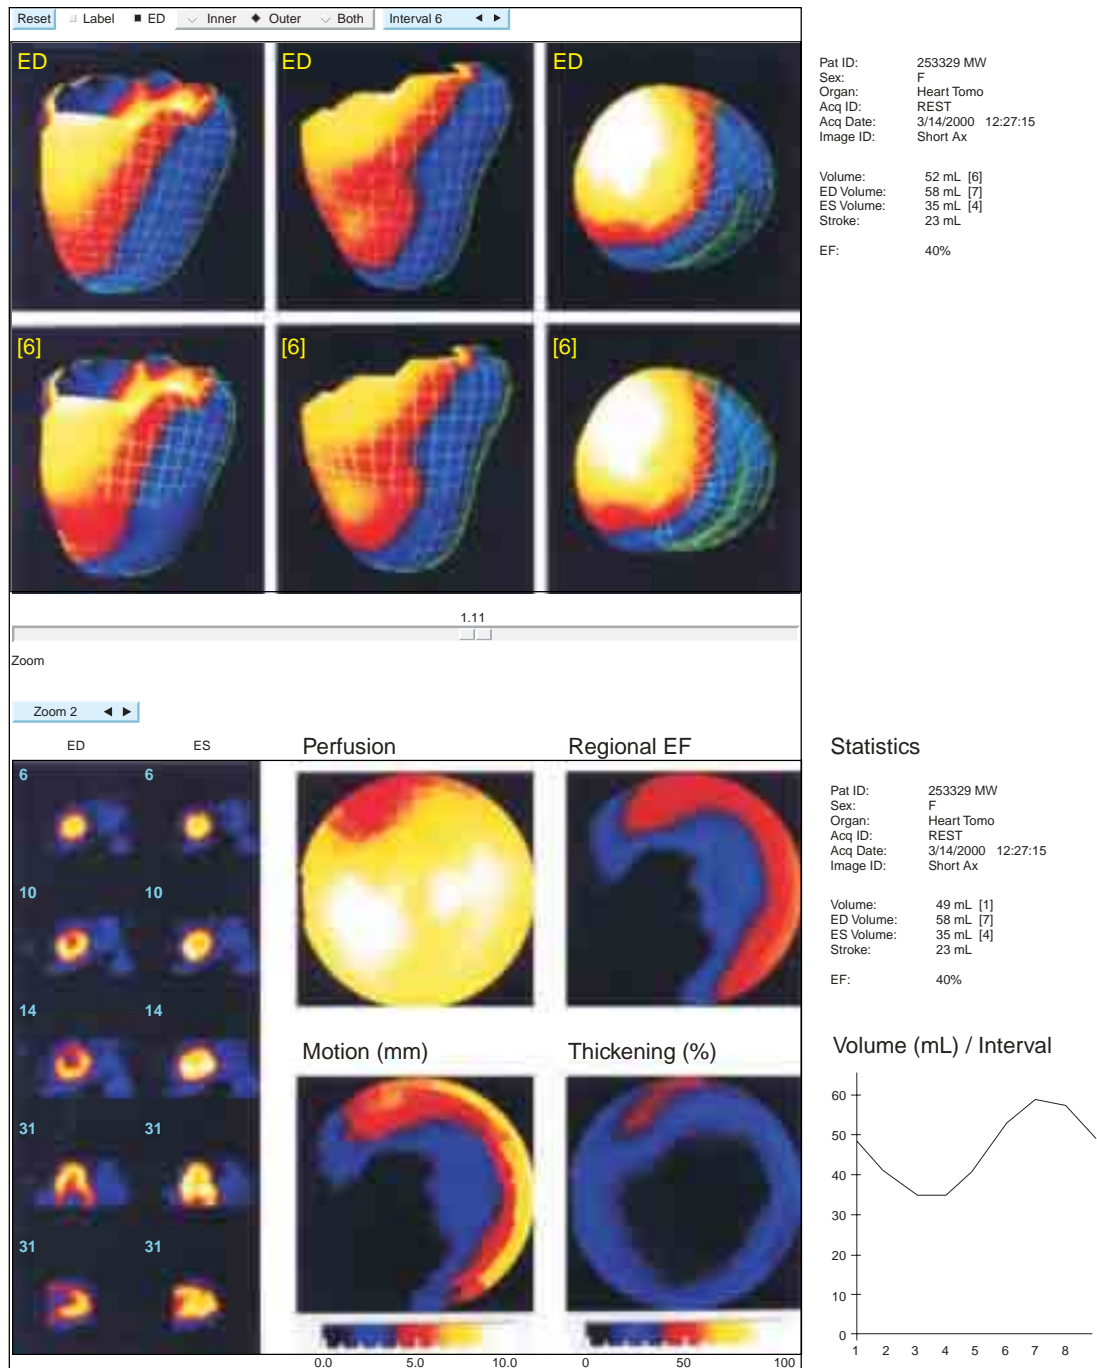 Reset Label ED Inner Outer Both Interval 6
ED ED ED
[6] [6] [6]
Pat ID: 253329 MW
Sex: F
Organ: Heart Tomo
Acq ID: REST
Acq Date: 3/14/2000 12:27:15
Image ID: Short Ax
Volume: 52 mL [6]
ED Volume: 58 mL [7]
ES Volume: 35 mL [4]
Stroke: 23 mL
EF: 40%
1.11
Zoom
Zoom 2
ED ES
6 6
10 10
14 14
31 31
31 31
Perfusion
Regional EF
Motion (mm)
Thickening (%)
0.0 5.0 10.0
0 50 100
Statistics
Pat ID: 253329 MW
Sex: F
Organ: Heart Tomo
Acq ID: REST
Acq Date: 3/14/2000 12:27:15
Image ID: Short Ax
Volume: 49 mL [1]
ED Volume: 58 mL [7]
ES Volume: 35 mL [4]
Stroke: 23 mL
EF: 40%
Volume (mL) / Interval
60
50
40
30
20
10
0
1 2 3 4 5 6 7 8